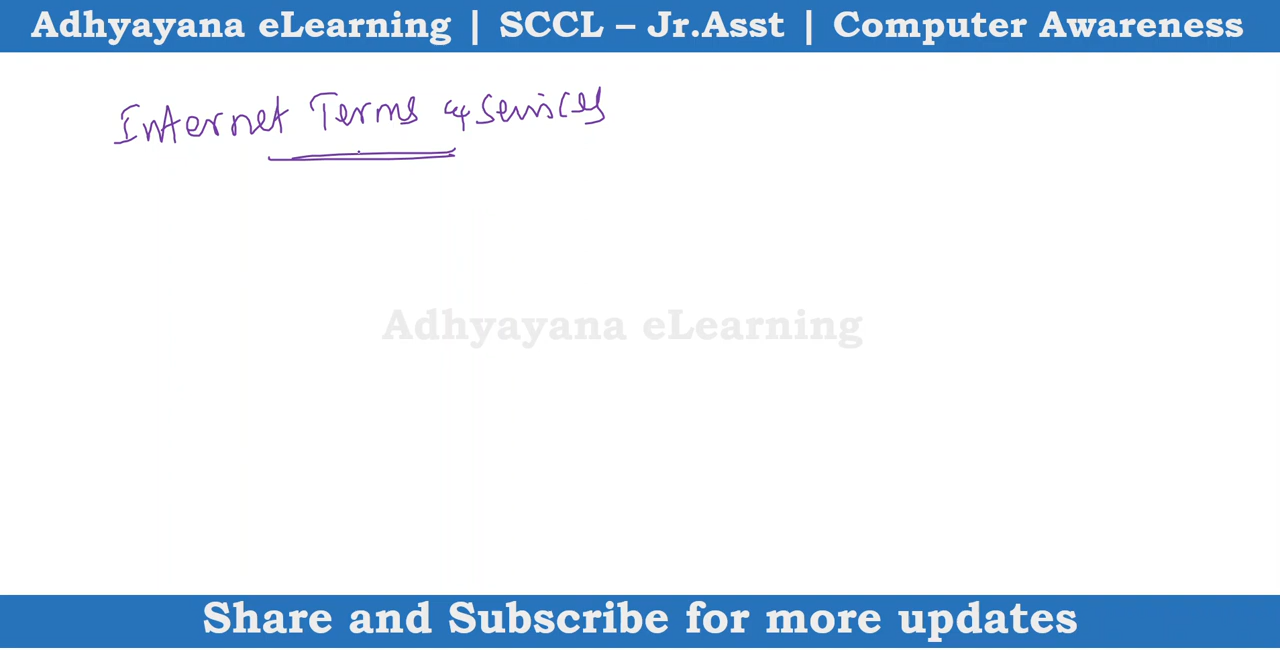 Adhyayana eLearning | SCCL – Jr.Asst | Computer Awareness
Internet Terms & Services
Adhyayana eLearning
Share and Subscribe for more updates